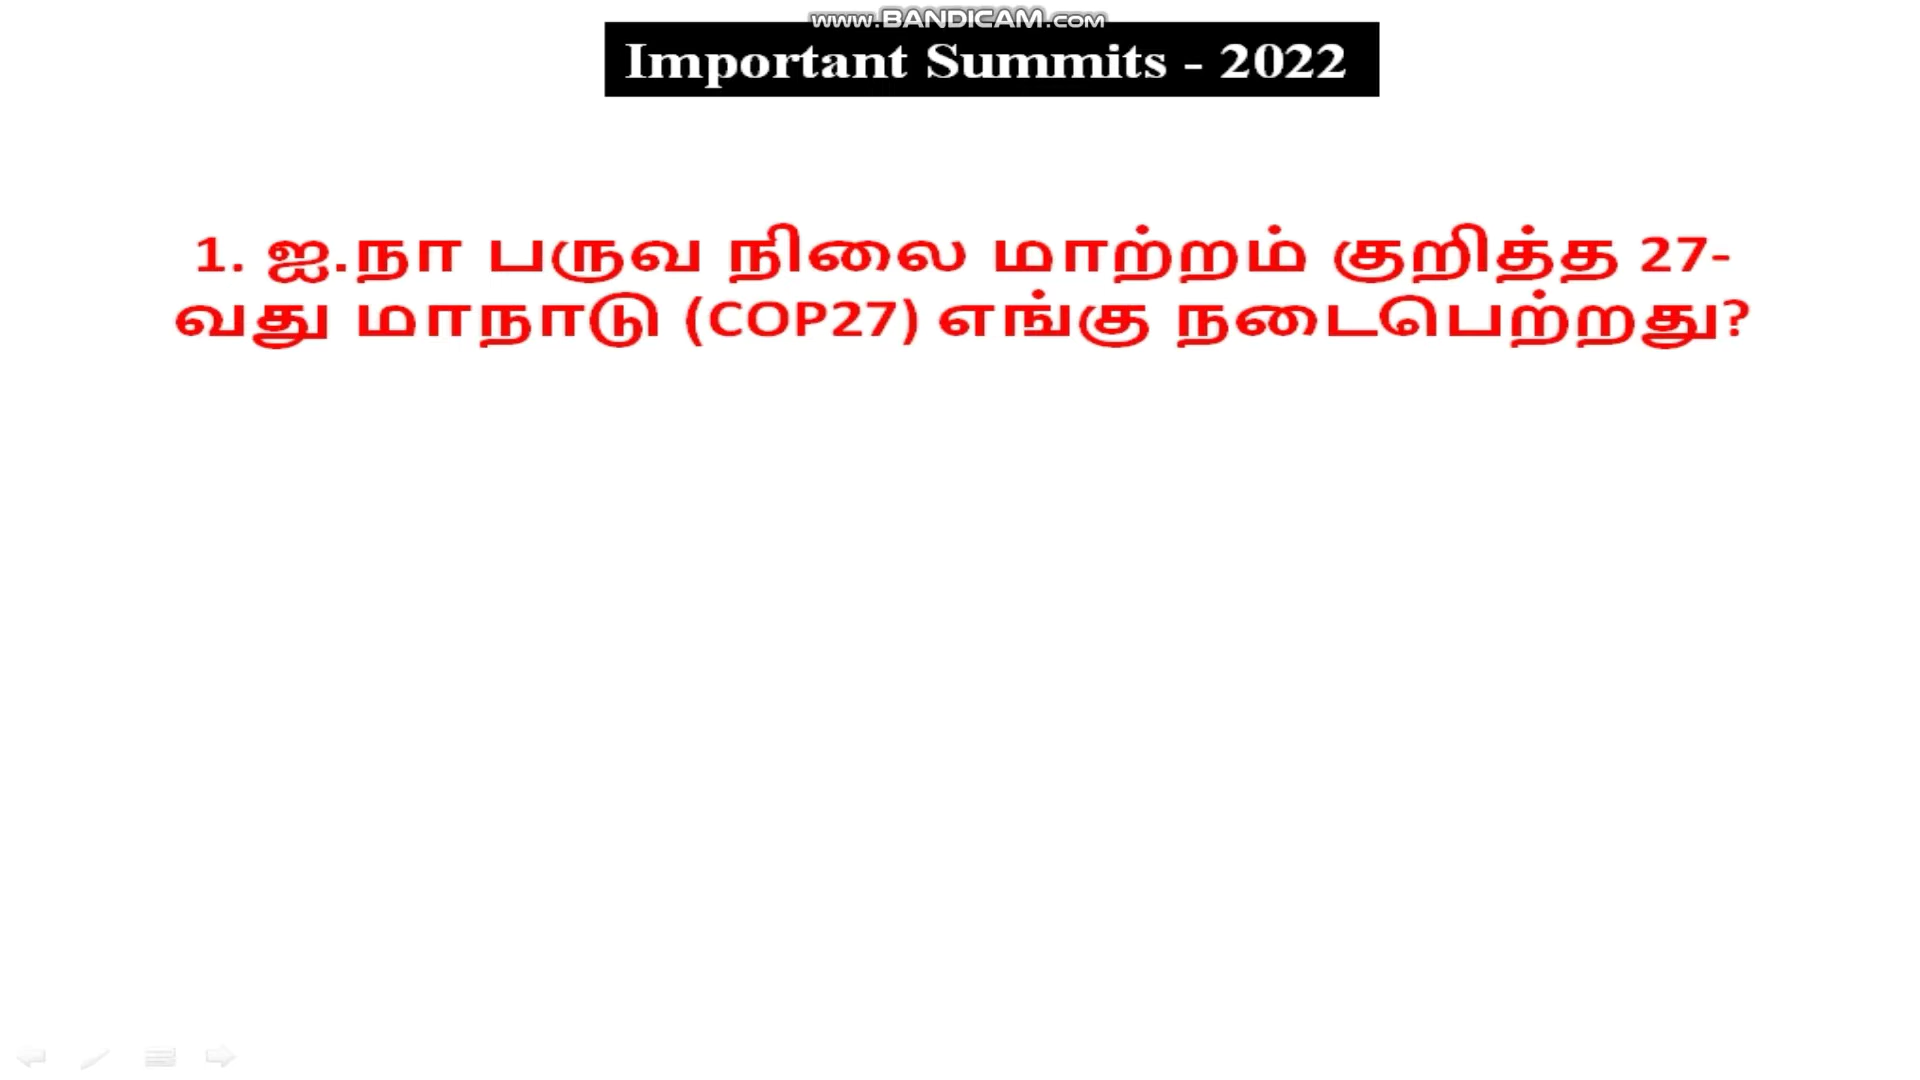 www.BANDICAM.com
Important Summits - 2022
1. ஐ.நா பருவ நிலை மாற்றம் குறித்த 27-
வது மாநாடு (COP27) எங்கு நடைபெற்றது?